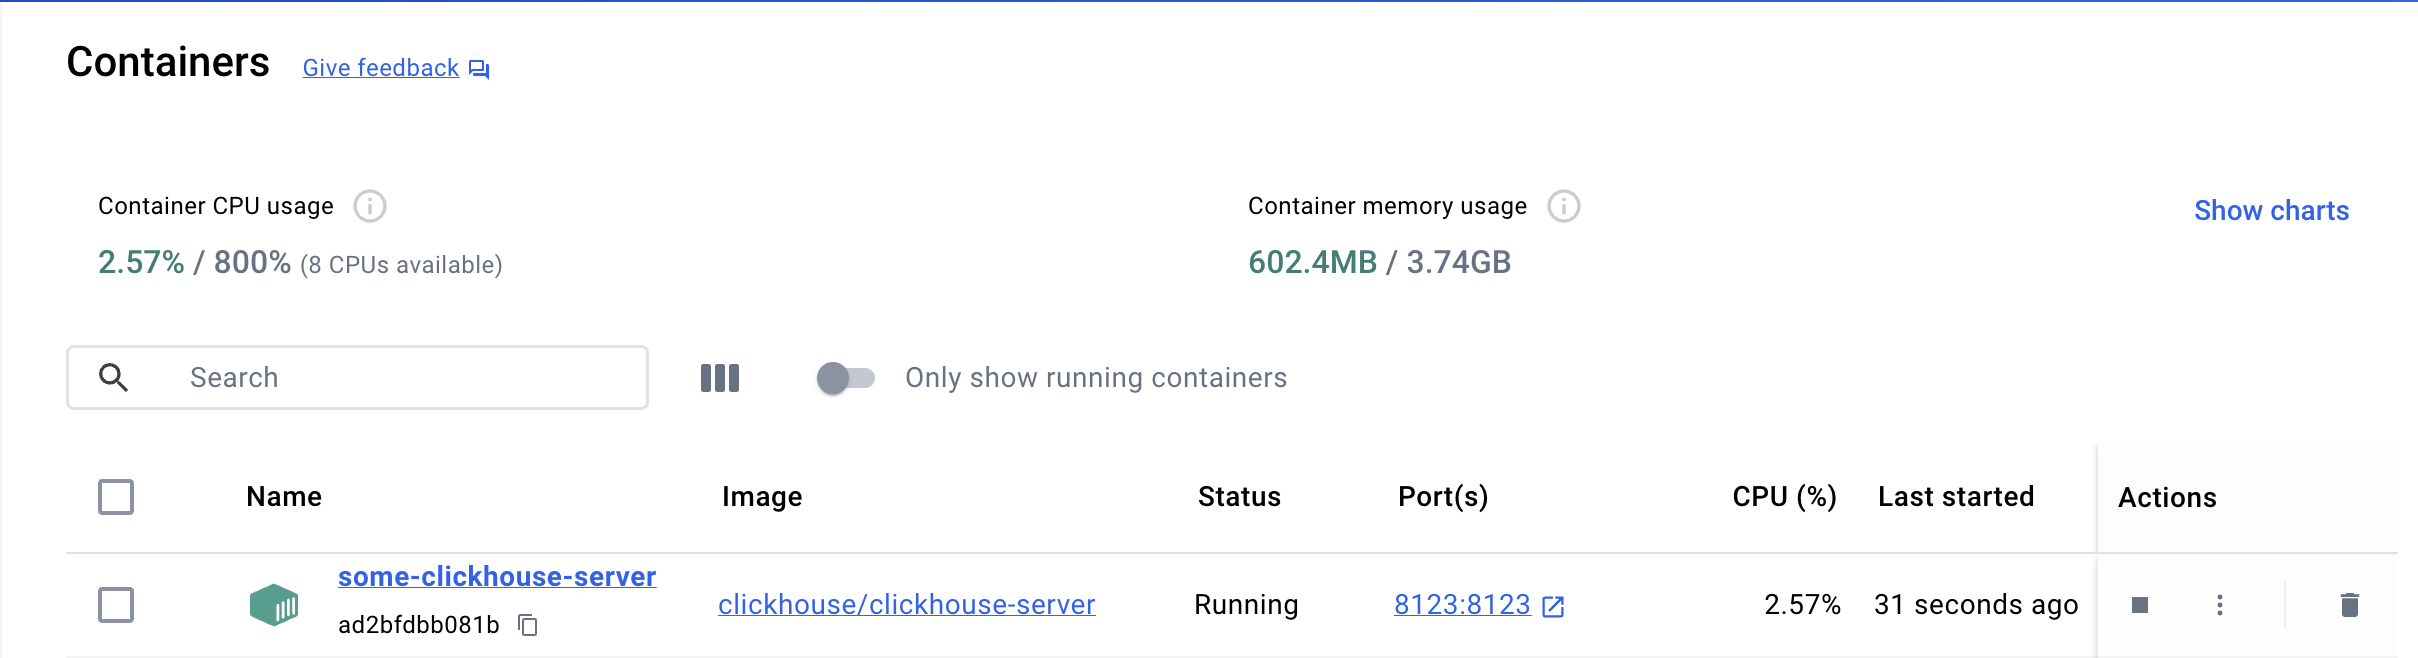 Containers Give feedback
Container CPU usage
2.57% / 800% (8 CPUs available)
Container memory usage
602.4MB / 3.74GB
Show charts
Search
Only show running containers
Name Image Status Port(s) CPU (%) Last started Actions
some-clickhouse-server
ad2bfdbb081b
clickhouse/clickhouse-server Running 8123:8123 2.57% 31 seconds ago